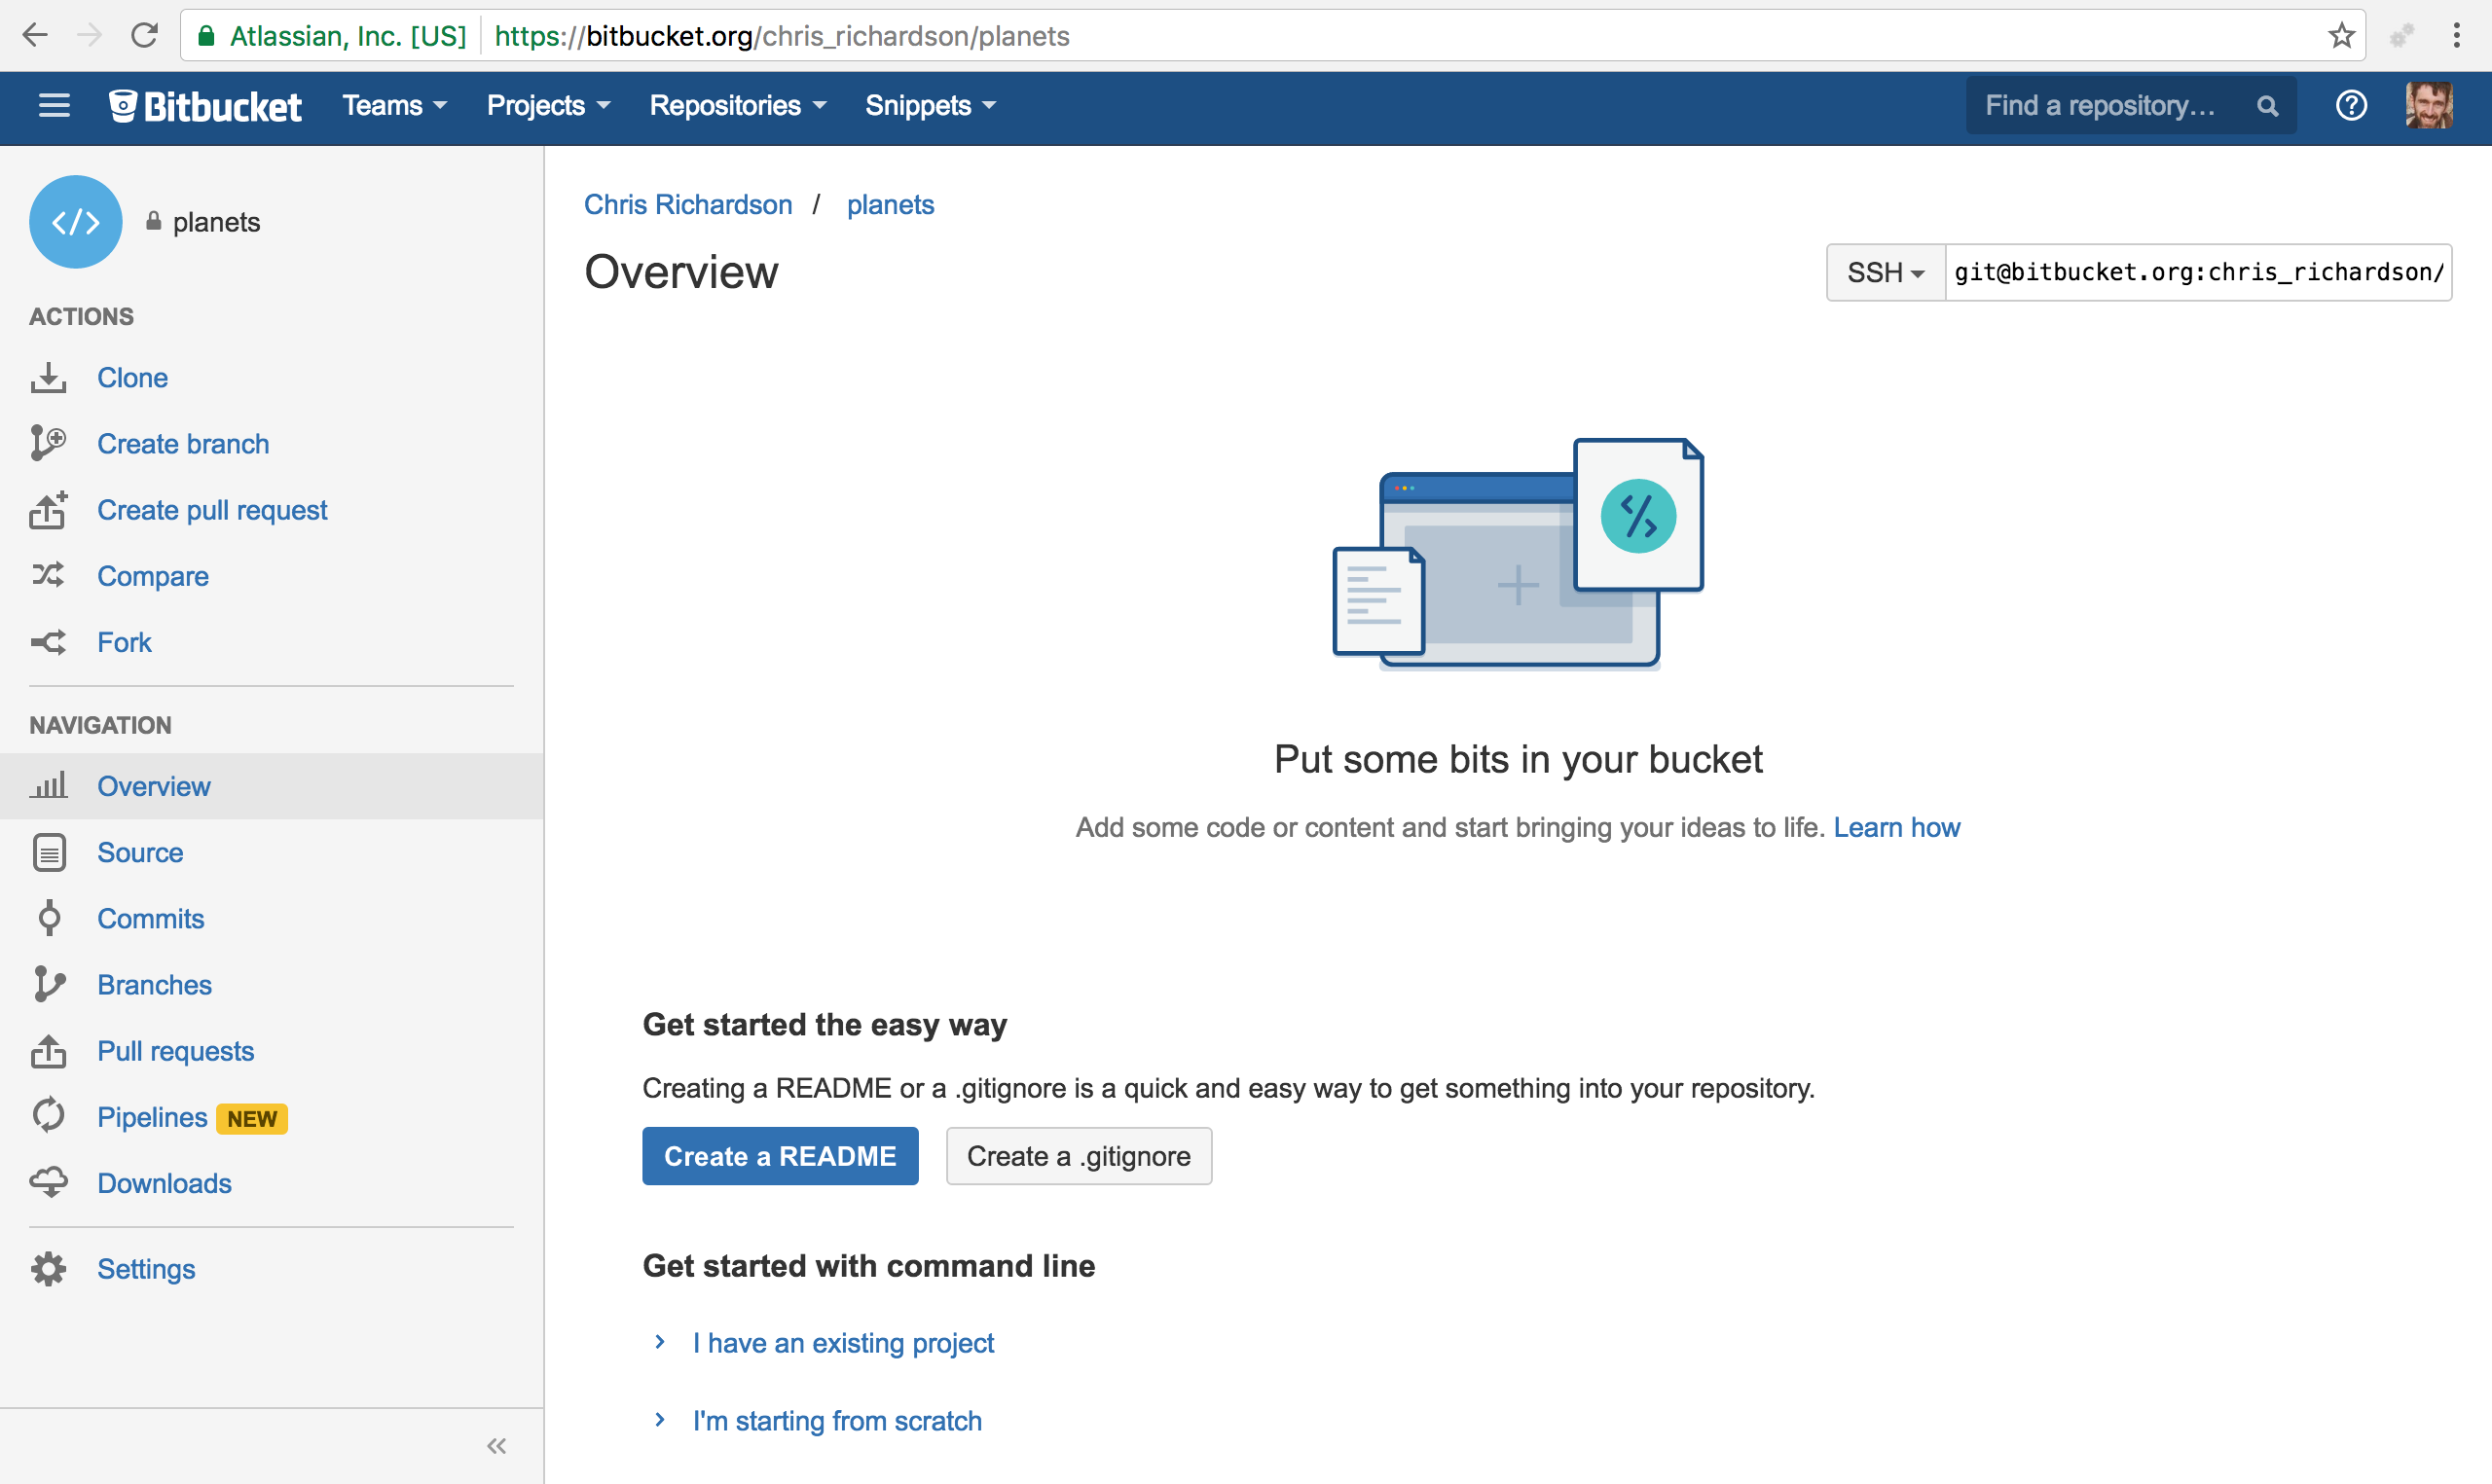 Atlassian, Inc. [US] https://bitbucket.org/chris_richardson/planets
Bitbucket Teams Projects Repositories Snippets Find a repository...
planets
ACTIONS
Clone
Create branch
Create pull request
Compare
Fork
NAVIGATION
Overview
Source
Commits
Branches
Pull requests
Pipelines NEW
Downloads
Settings
Chris Richardson / planets
Overview
SSH git@bitbucket.org:chris_richardson/
Put some bits in your bucket
Add some code or content and start bringing your ideas to life. Learn how
Get started the easy way
Creating a README or a .gitignore is a quick and easy way to get something into your repository.
Create a README Create a .gitignore
Get started with command line
I have an existing project
I'm starting from scratch